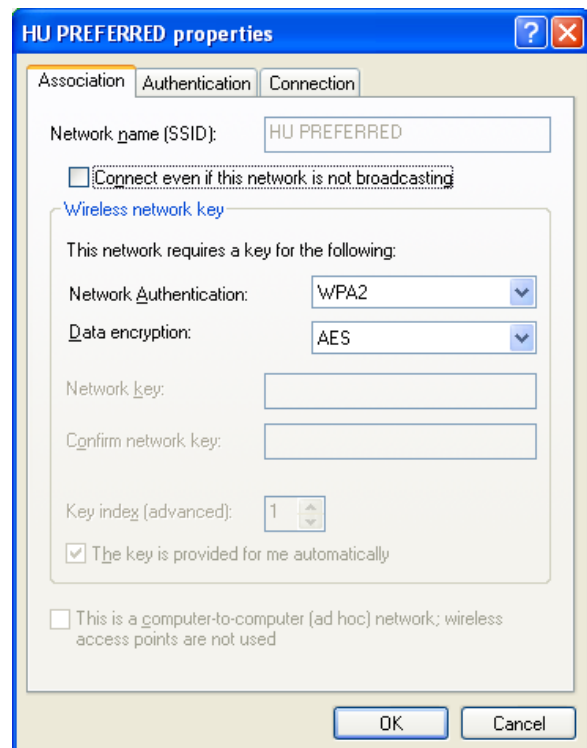 HU PREFERRED properties
Association Authentication Connection
Network name (SSID): HU PREFERRED
Connect even if this network is not broadcasting
Wireless network key
This network requires a key for the following:
Network Authentication: WPA2
Data encryption: AES
Network key:
Confirm network key:
Key index (advanced): 1
The key is provided for me automatically
This is a computer-to-computer (ad hoc) network; wireless
access points are not used
OK Cancel